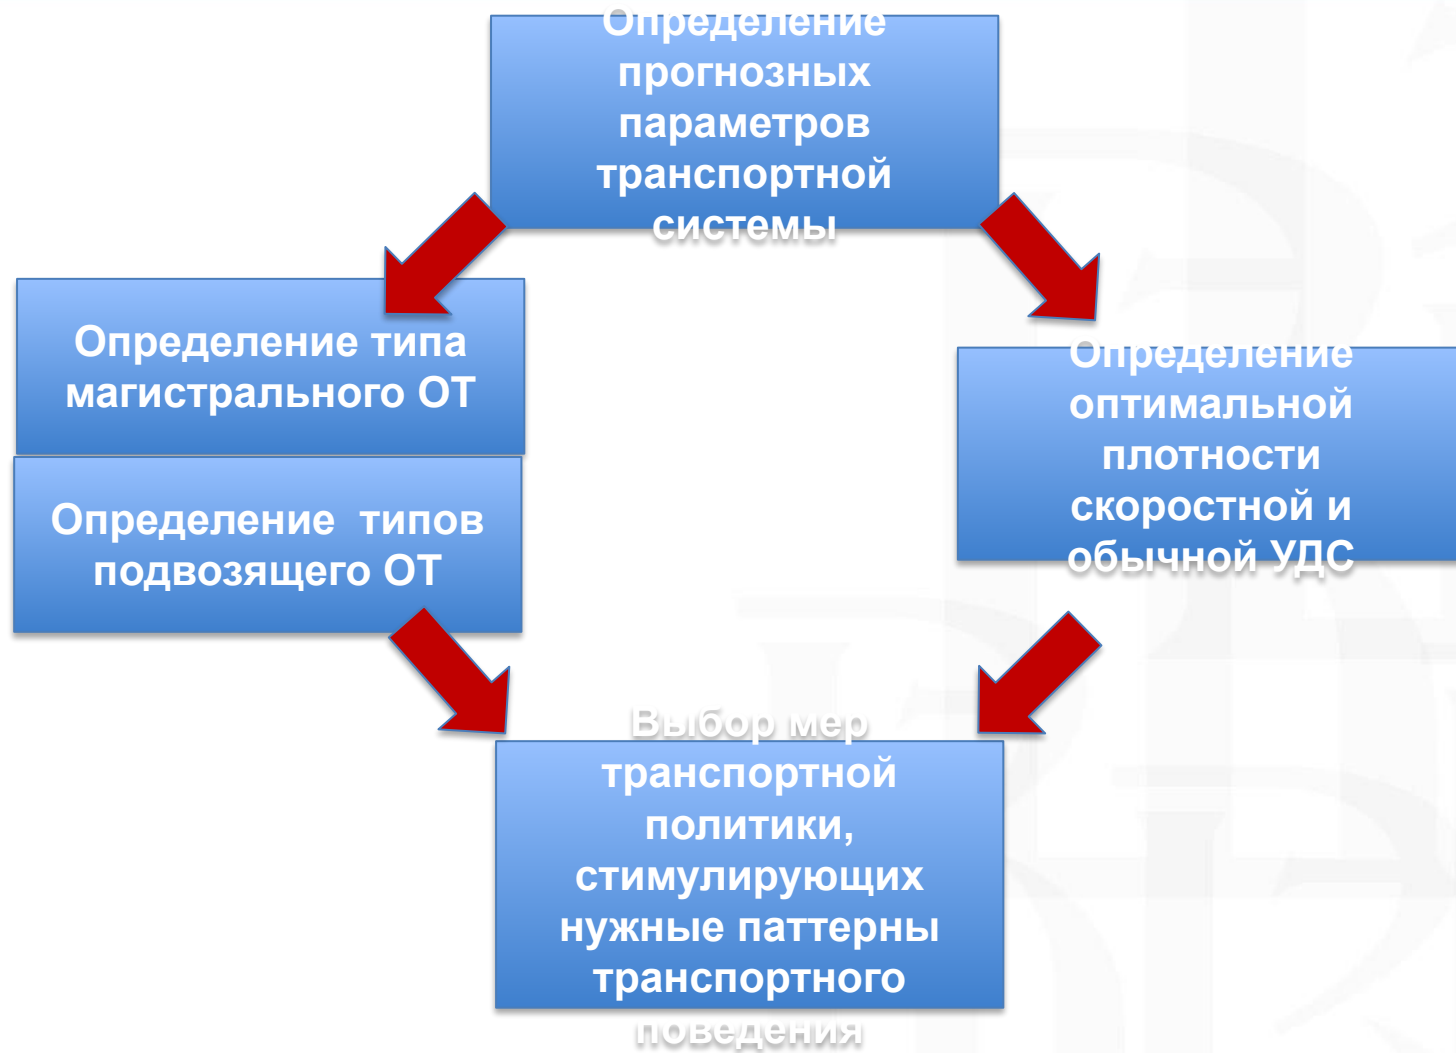 Определение
прогнозных
параметров
транспортной
системы
Определение типа
магистрального ОТ
Определение типов
подвозящего ОТ
Определение
оптимальной
плотности
скоростной и
обычной УДС
Выбор мер
транспортной
политики,
стимулирующих
нужные паттерны
транспортного
поведения